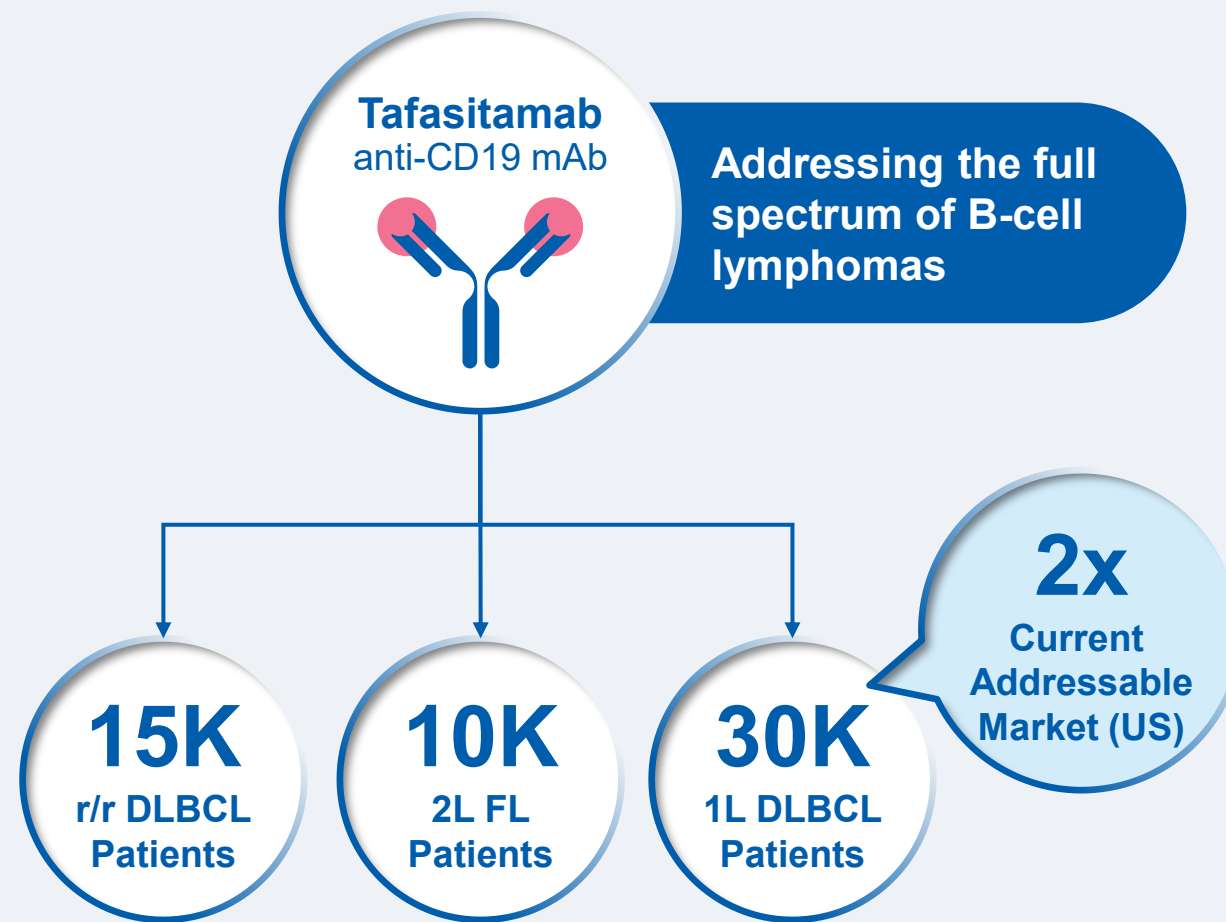 Tafasitamab
anti-CD19 mAb
Addressing the full
spectrum of B-cell
lymphomas
2x
Current
Addressable
Market (US)
15K
r/r DLBCL
Patients
10K
2L FL
Patients
30K
1L DLBCL
Patients